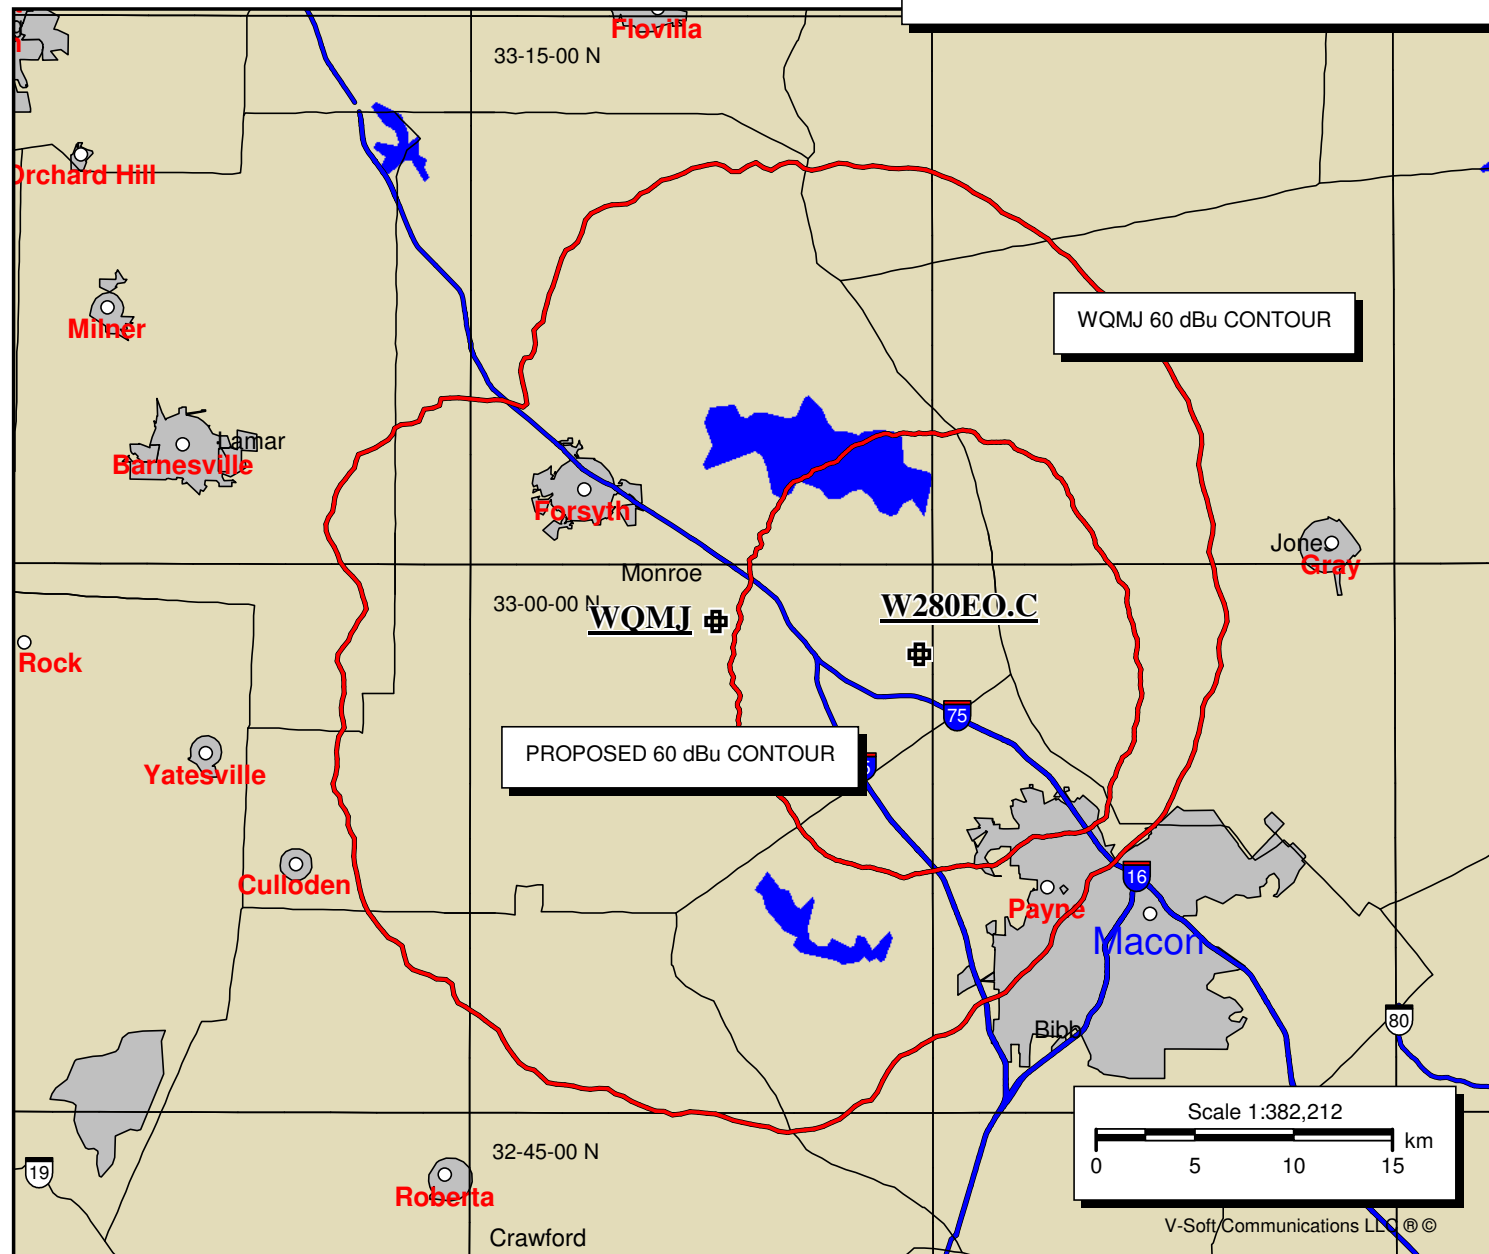 Flovilla
33-15-00 N
Orchard Hill
Milner
WQMJ 60 dBu CONTOUR
Lamar
Barnesville
Forsyth
Jones
Gray
Monroe
33-00-00 N
WQMJ
W280EO.C
Rock
75
PROPOSED 60 dBu CONTOUR
Yatesville
Culloden
16
Payne
Macon
80
Bibb
Scale 1:382,212
km
0 5 10 15
32-45-00 N
19
Roberta
Crawford
V-Soft Communications LLC ® ©